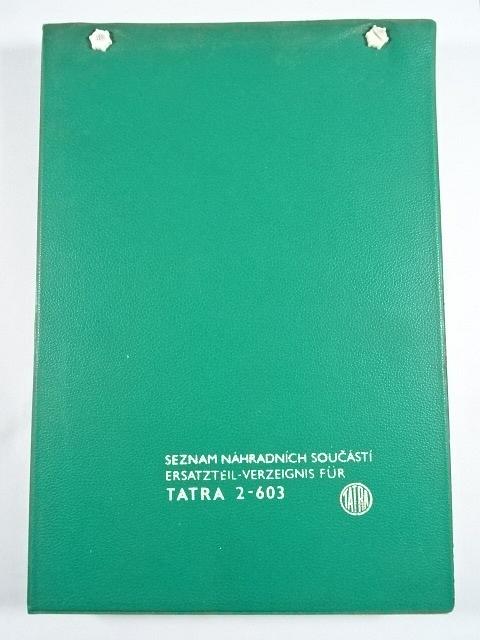 SEZNAM NÁHRADNÍCH SOUČÁSTÍ
ERSATZTEIL-VERZEIGNIS FÜR
TATRA 2-603
TATRA